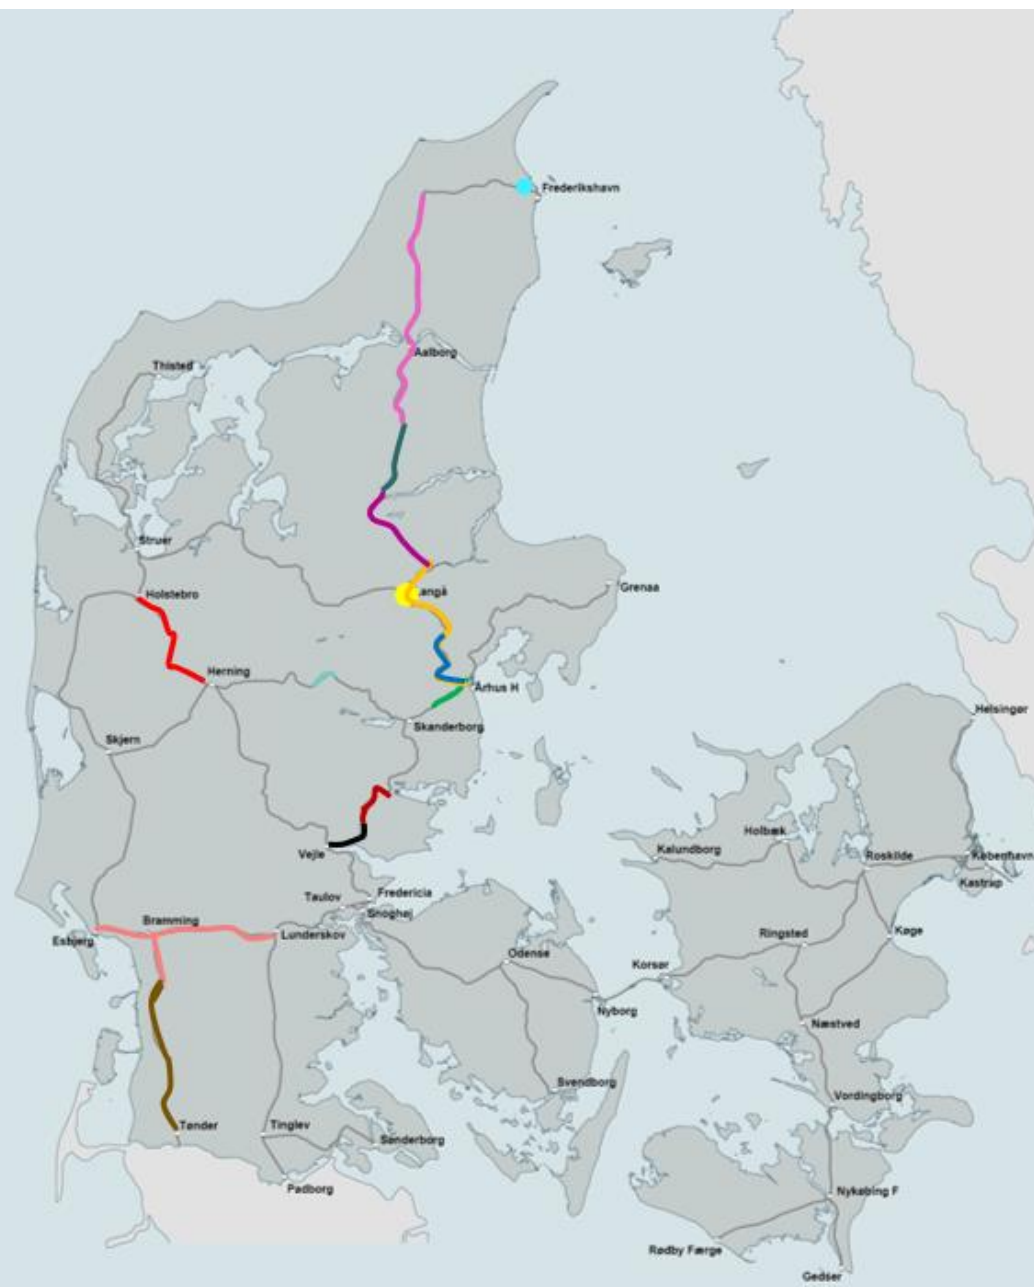 Frederikshavn
Aalborg
Thisted
Struer
Holstebro
Langå
Grenaa
Herning
Århus H
Skanderborg
Skjern
Helsingør
Holbæk
Kalundborg
Roskilde
København
Kastrup
Vejle
Taulov
Fredericia
Snoghøj
Bramming
Esbjerg
Lunderskov
Ringsted
Køge
Odense
Korsør
Nyborg
Næstved
Svendborg
Vordingborg
Tønder
Tinglev
Sønderborg
Padborg
Nykøbing F
Rødby Færge
Gedser